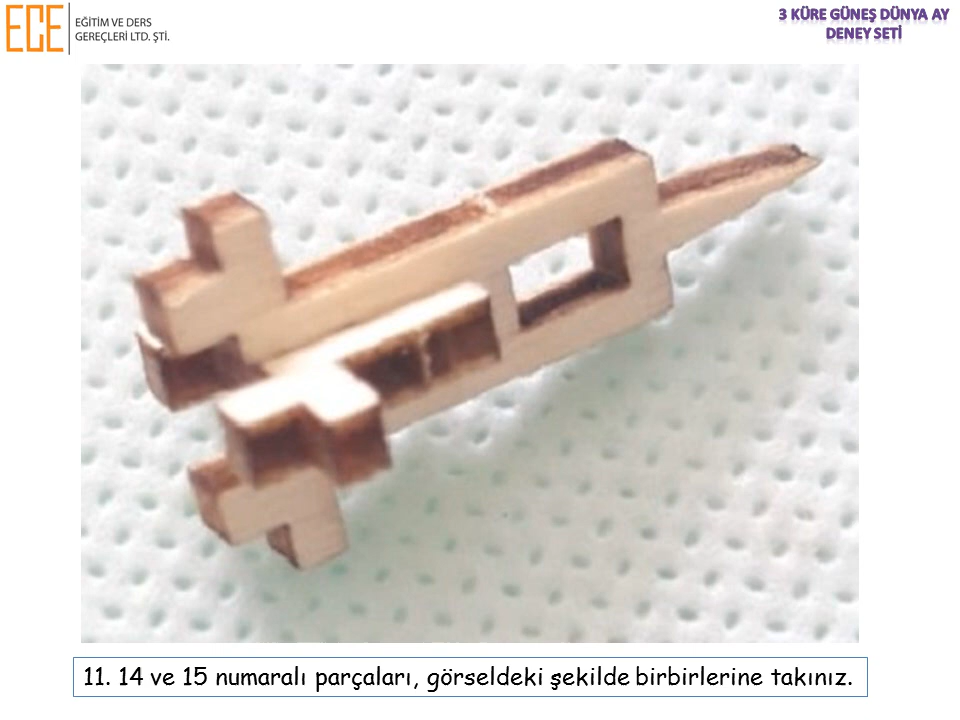 ECE
EĞİTİM VE DERS
GEREÇLERİ LTD. ŞTİ.
3 KÜRE GÜNEŞ DÜNYA AY
DENEY SETİ
11. 14 ve 15 numaralı parçaları, görseldeki şekilde birbirlerine takınız.